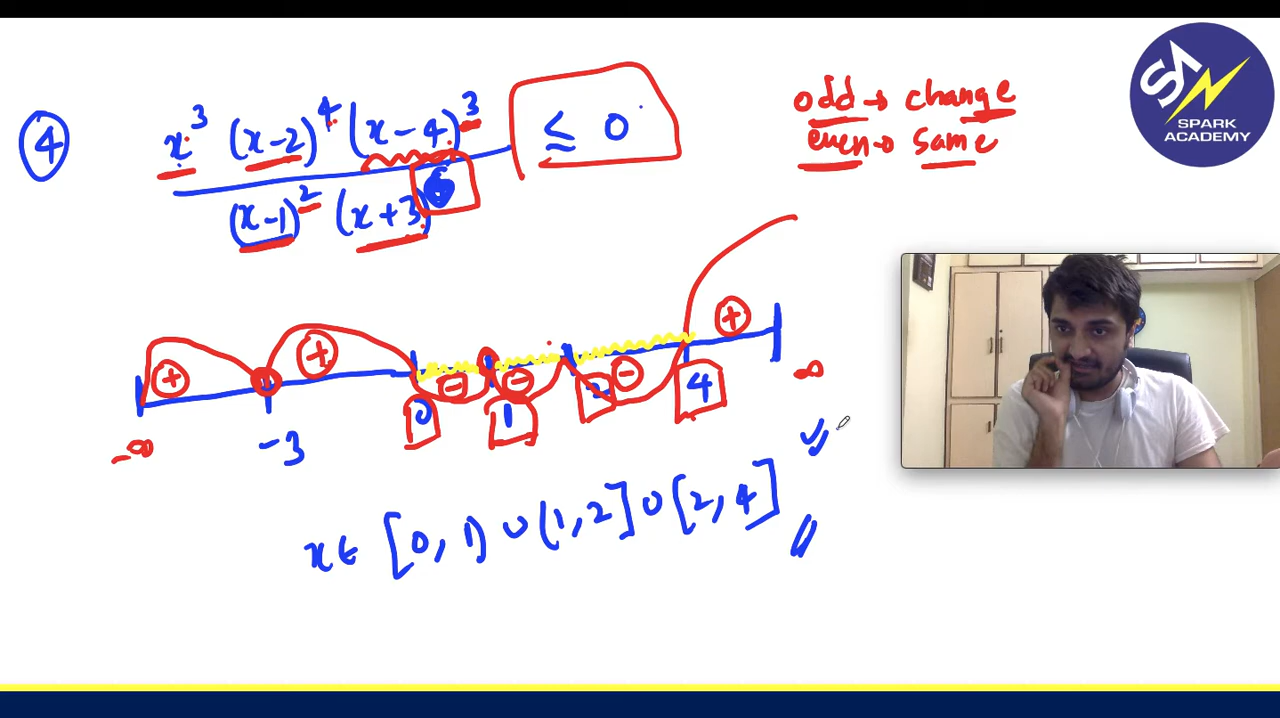 ④ x³ (x-2)⁴ (x-4)³ ≤ 0
(x-1)² (x+3)⁶
odd → change
even → same
SPARK
ACADEMY
+ + - - - +
-∞ -3 0 1 2 4 ∞
x ∈ [0, 1) ∪ (1, 2] ∪ [2, 4]